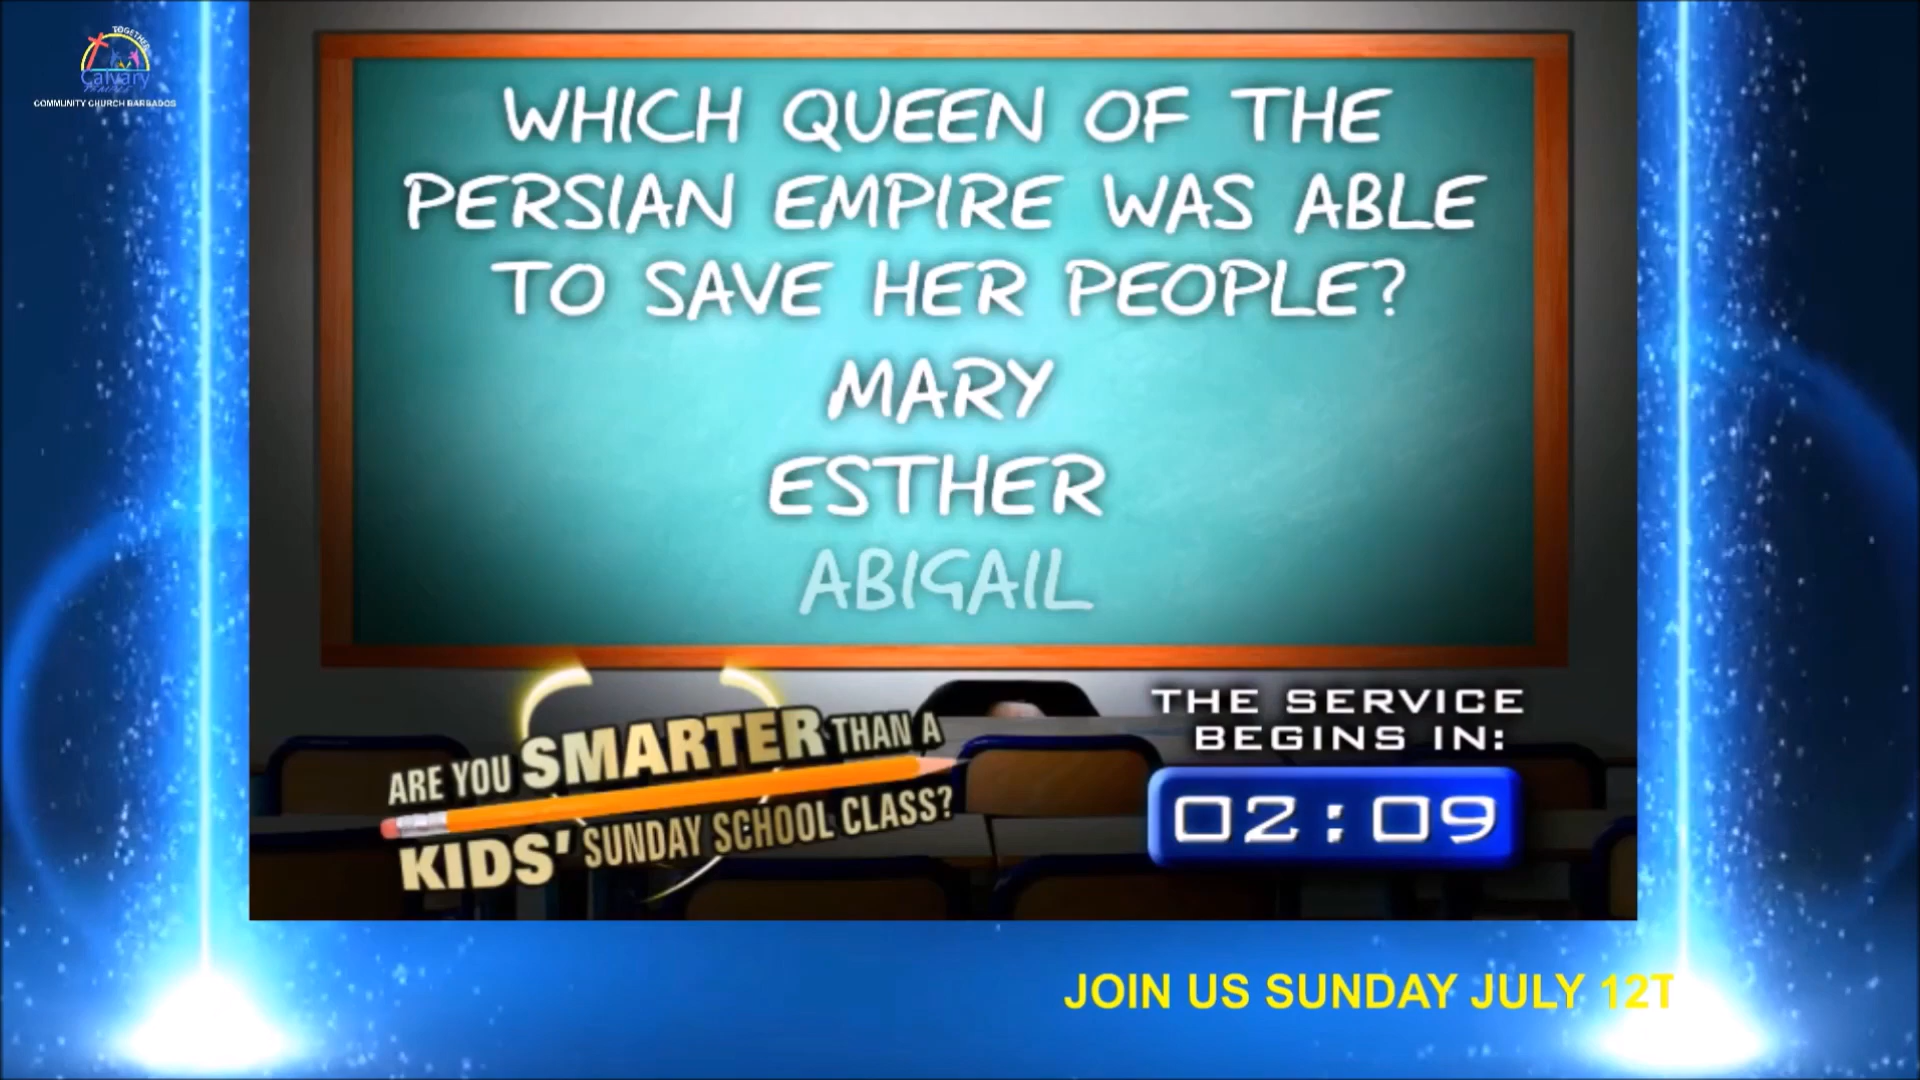 TOGETHER
Calvary
TEMPLE
COMMUNITY CHURCH BARBADOS
WHICH QUEEN OF THE
PERSIAN EMPIRE WAS ABLE
TO SAVE HER PEOPLE?
MARY
ESTHER
ABIGAIL
ARE YOU SMARTER THAN A
KIDS' SUNDAY SCHOOL CLASS?
THE SERVICE
BEGINS IN:
02:09
JOIN US SUNDAY JULY 12T